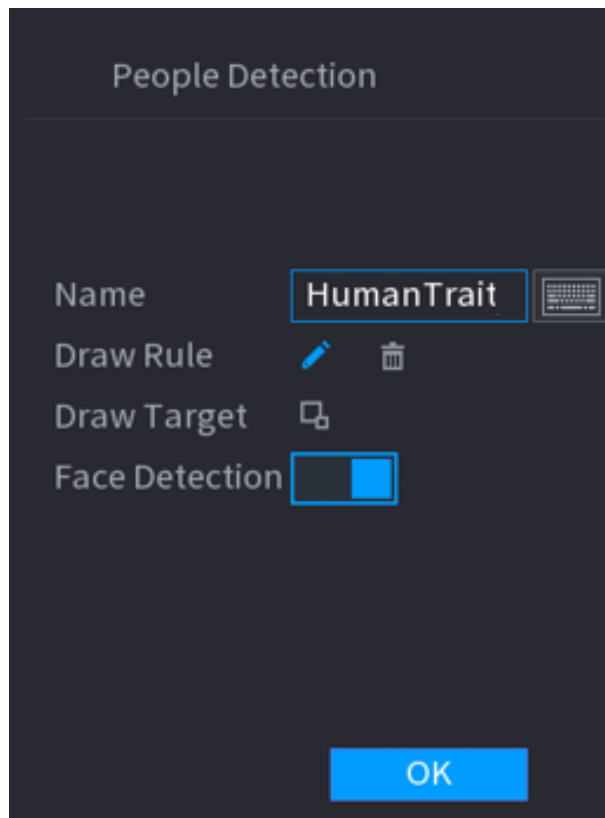 People Detection
Name HumanTrait
Draw Rule
Draw Target
Face Detection
OK